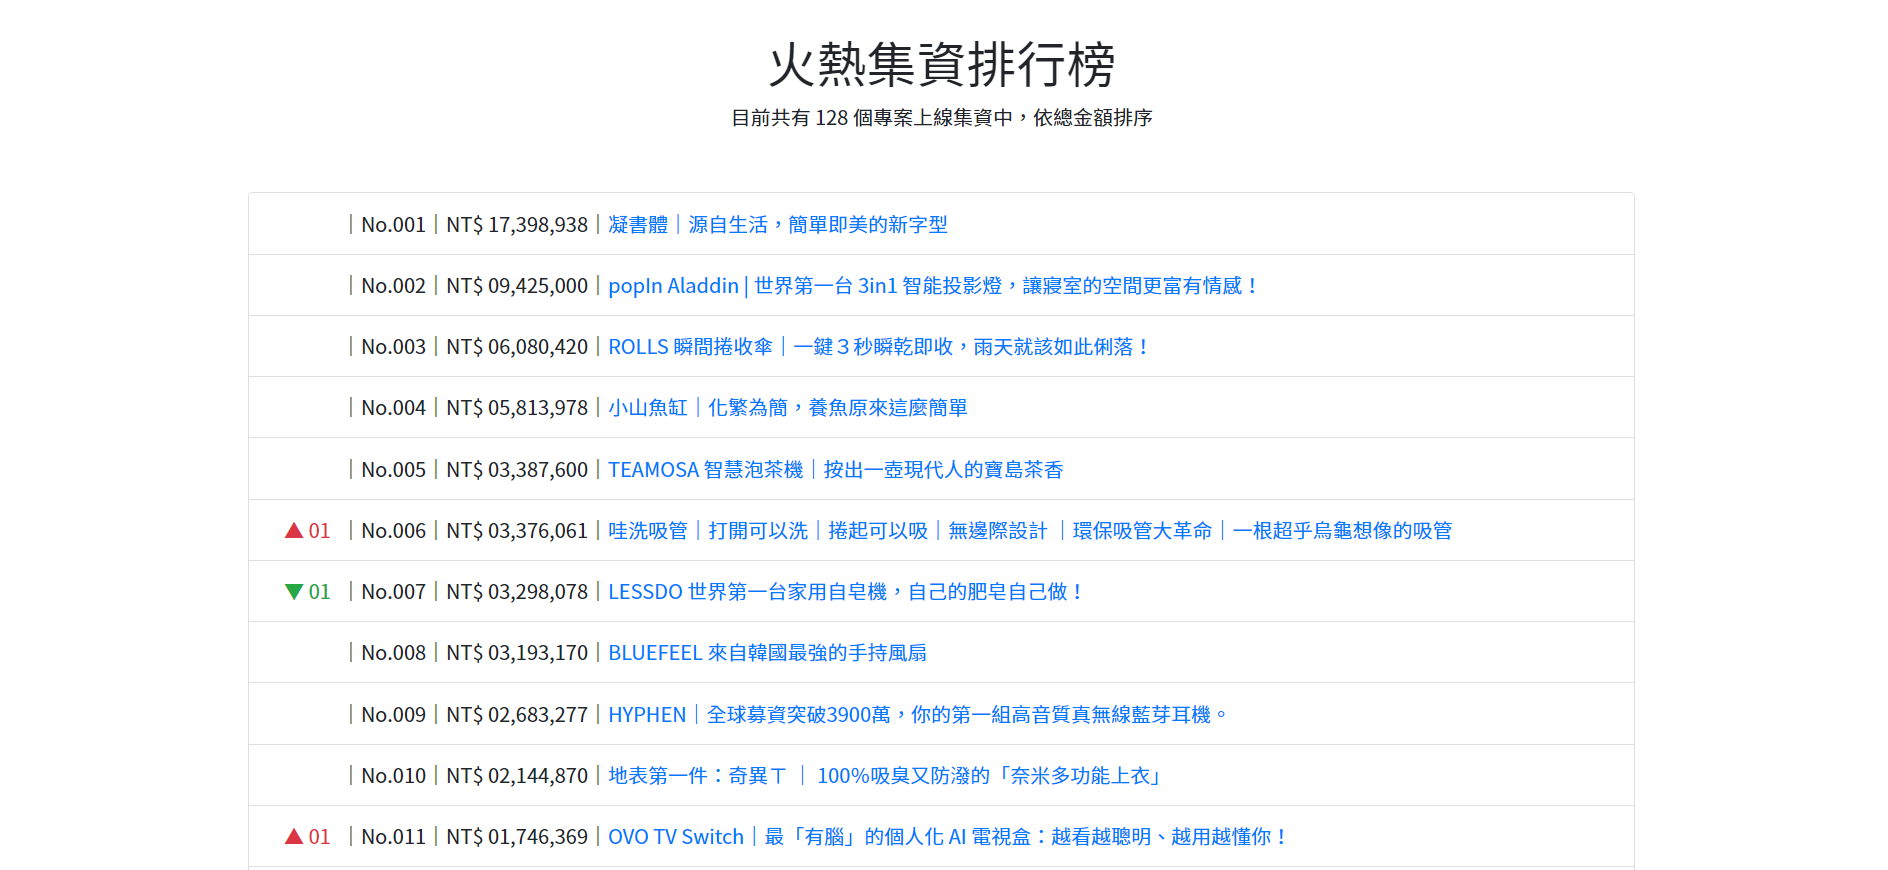 火熱集資排行榜
目前共有 128 個專案上線集資中，依總金額排序
｜No.001｜NT$ 17,398,938｜凝書體｜源自生活，簡單即美的新字型
｜No.002｜NT$ 09,425,000｜popIn Aladdin | 世界第一台 3in1 智能投影燈，讓寢室的空間更富有情感！
｜No.003｜NT$ 06,080,420｜ROLLS 瞬間捲收傘｜一鍵３秒瞬乾即收，雨天就該如此俐落！
｜No.004｜NT$ 05,813,978｜小山魚缸｜化繁為簡，養魚原來這麼簡單
｜No.005｜NT$ 03,387,600｜TEAMOSA 智慧泡茶機｜按出一壺現代人的寶島茶香
▲ 01 ｜No.006｜NT$ 03,376,061｜哇洗吸管｜打開可以洗｜捲起可以吸｜無邊際設計 ｜環保吸管大革命｜一根超乎烏龜想像的吸管
▼ 01 ｜No.007｜NT$ 03,298,078｜LESSDO 世界第一台家用自皂機，自己的肥皂自己做！
｜No.008｜NT$ 03,193,170｜BLUEFEEL 來自韓國最強的手持風扇
｜No.009｜NT$ 02,683,277｜HYPHEN｜全球募資突破3900萬，你的第一組高音質真無線藍芽耳機。
｜No.010｜NT$ 02,144,870｜地表第一件：奇異Ｔ ｜ 100%吸臭又防潑的「奈米多功能上衣」
▲ 01 ｜No.011｜NT$ 01,746,369｜OVO TV Switch｜最「有腦」的個人化 AI 電視盒：越看越聰明、越用越懂你！